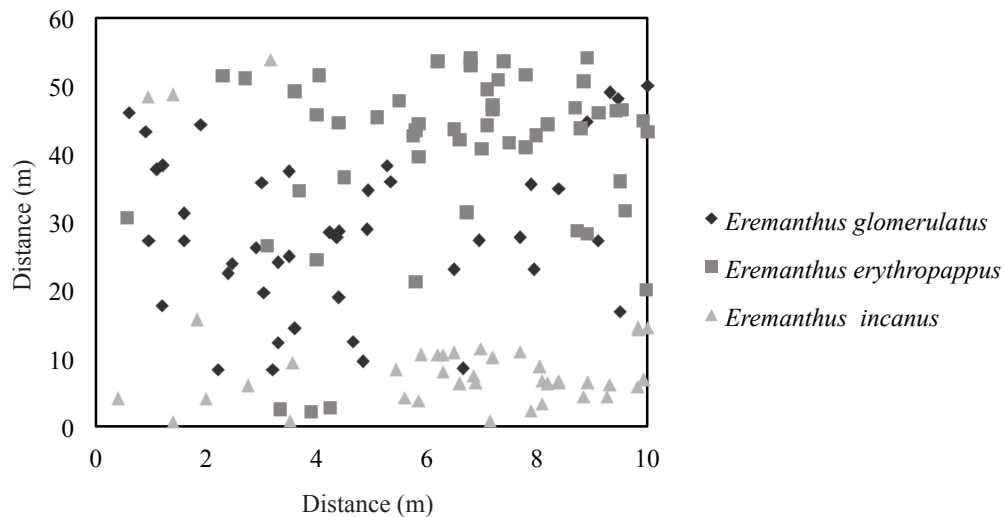 60
50
40
30
20
10
0
Distance (m)
0 2 4 6 8 10
Distance (m)
Eremanthus glomerulatus
Eremanthus erythropappus
Eremanthus incanus